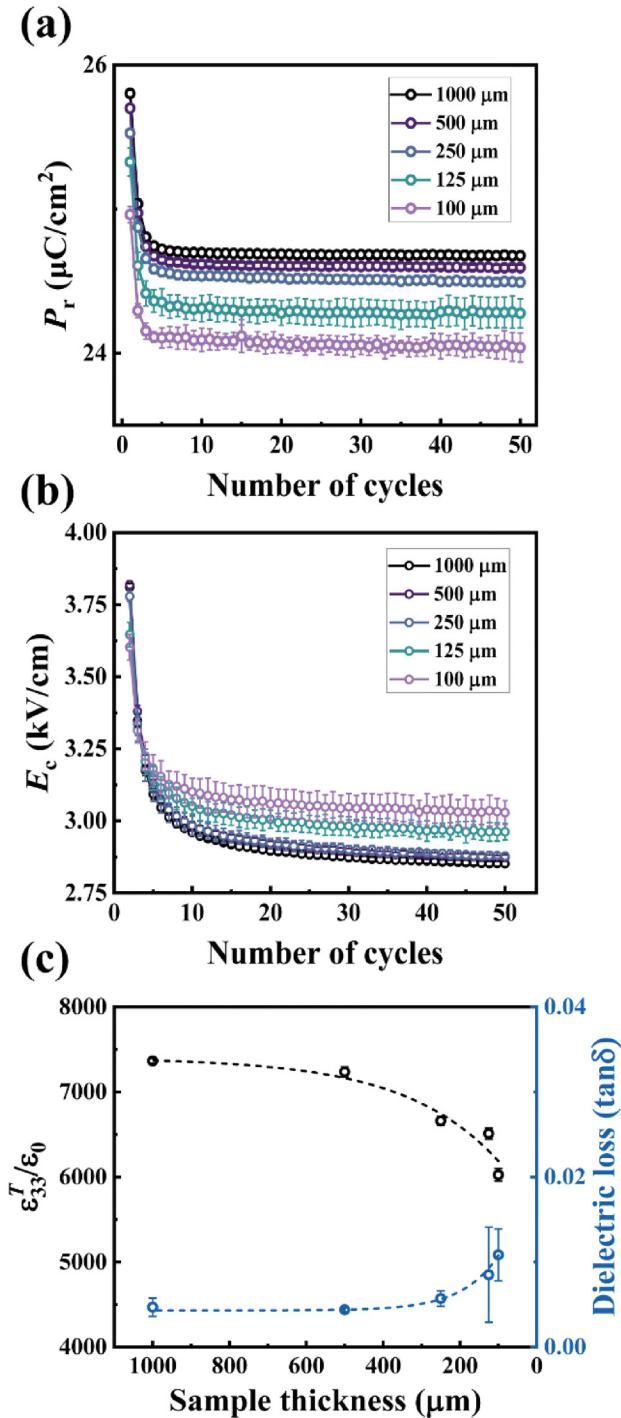 (a)
26
24
P_r (μC/cm²)
1000 μm
500 μm
250 μm
125 μm
100 μm
0 10 20 30 40 50
Number of cycles
(b)
4.00
3.75
3.50
3.25
3.00
2.75
E_c (kV/cm)
1000 μm
500 μm
250 μm
125 μm
100 μm
0 10 20 30 40 50
Number of cycles
(c)
8000
7000
6000
5000
4000
ε₃₃ᵀ/ε₀
0.04
0.02
0.00
Dielectric loss (tanδ)
1000 800 600 400 200 0
Sample thickness (μm)